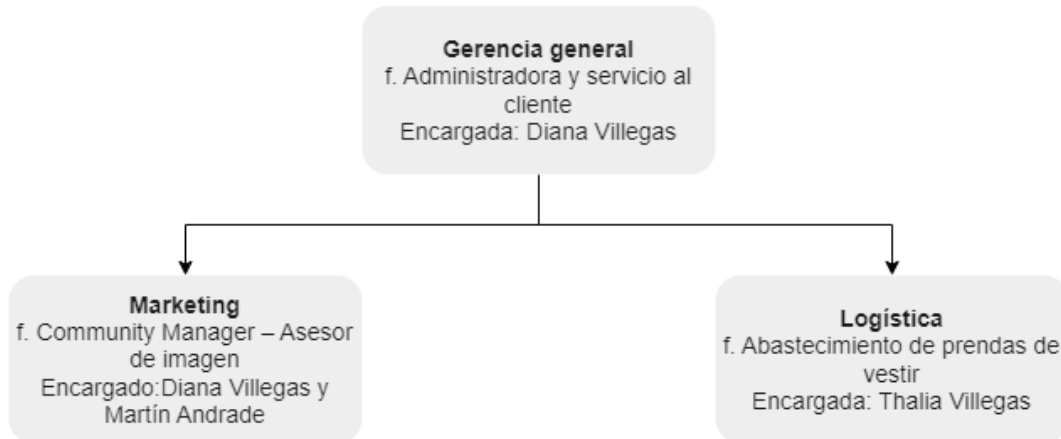 Gerencia general
f. Administradora y servicio al
cliente
Encargada: Diana Villegas
Marketing
f. Community Manager – Asesor
de imagen
Encargado:Diana Villegas y
Martín Andrade
Logística
f. Abastecimiento de prendas de
vestir
Encargada: Thalia Villegas